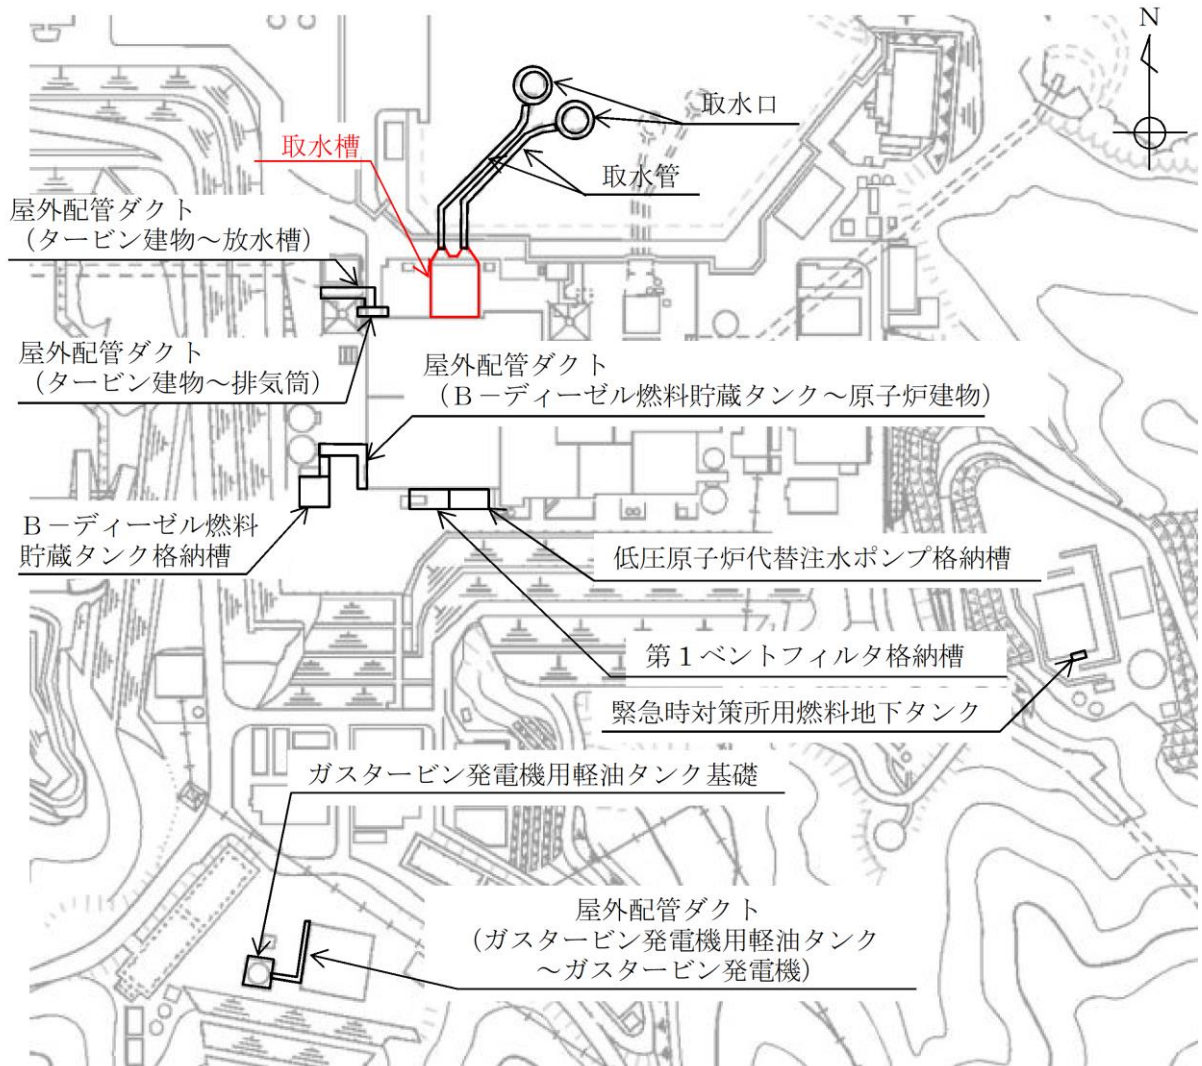 N
取水口
取水槽
取水管
屋外配管ダクト
（タービン建物～放水槽）
屋外配管ダクト
（タービン建物～排気筒）
屋外配管ダクト
（Ｂ－ディーゼル燃料貯蔵タンク～原子炉建物）
Ｂ－ディーゼル燃料
貯蔵タンク格納槽
低圧原子炉代替注水ポンプ格納槽
第１ベントフィルタ格納槽
緊急時対策所用燃料地下タンク
ガスタービン発電機用軽油タンク基礎
屋外配管ダクト
（ガスタービン発電機用軽油タンク
～ガスタービン発電機）